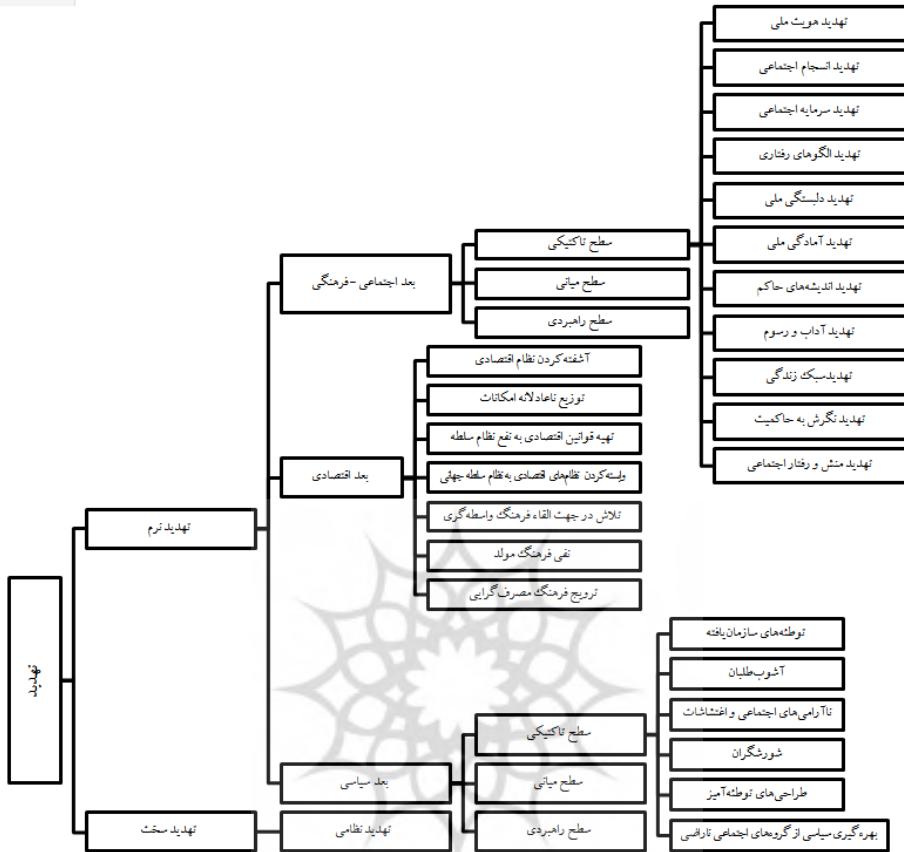 تهدید
تهدید نرم
تهدید سخت
بعد اجتماعی -فرهنگی
بعد اقتصادی
بعد سیاسی
تهدید نظامی
سطح تاکتیکی
سطح میانی
سطح راهبردی
تهدید هویت ملی
تهدید انسجام اجتماعی
تهدید سرمایه اجتماعی
تهدید الگوهای رفتاری
تهدید دلبستگی ملی
تهدید آمادگی ملی
تهدید اندیشه‌های حاکم
تهدید آداب و رسوم
تهدیدسبک زندگی
تهدید نگرش به حاکمیت
تهدید منش و رفتار اجتماعی
آشفته کردن نظام اقتصادی
توزیع ناعادلانه امکانات
تهیه قوانین اقتصادی به نفع نظام سلطه
وابسته کردن نظام‌های اقتصادی به نظام سلطه جهانی
تلاش در جهت القاء فرهنگ واسطه گری
نفی فرهنگ مولد
ترویج فرهنگ مصرف گرایی
سطح تاکتیکی
سطح میانی
سطح راهبردی
توطئه‌های سازمان‌یافته
آشوب‌طلبان
ناآرامی‌های اجتماعی و اغتشاشات
شورشگران
طراحی‌های توطئه‌آمیز
بهره گیری سیاسی از گروه‌های اجتماعی ناراضی